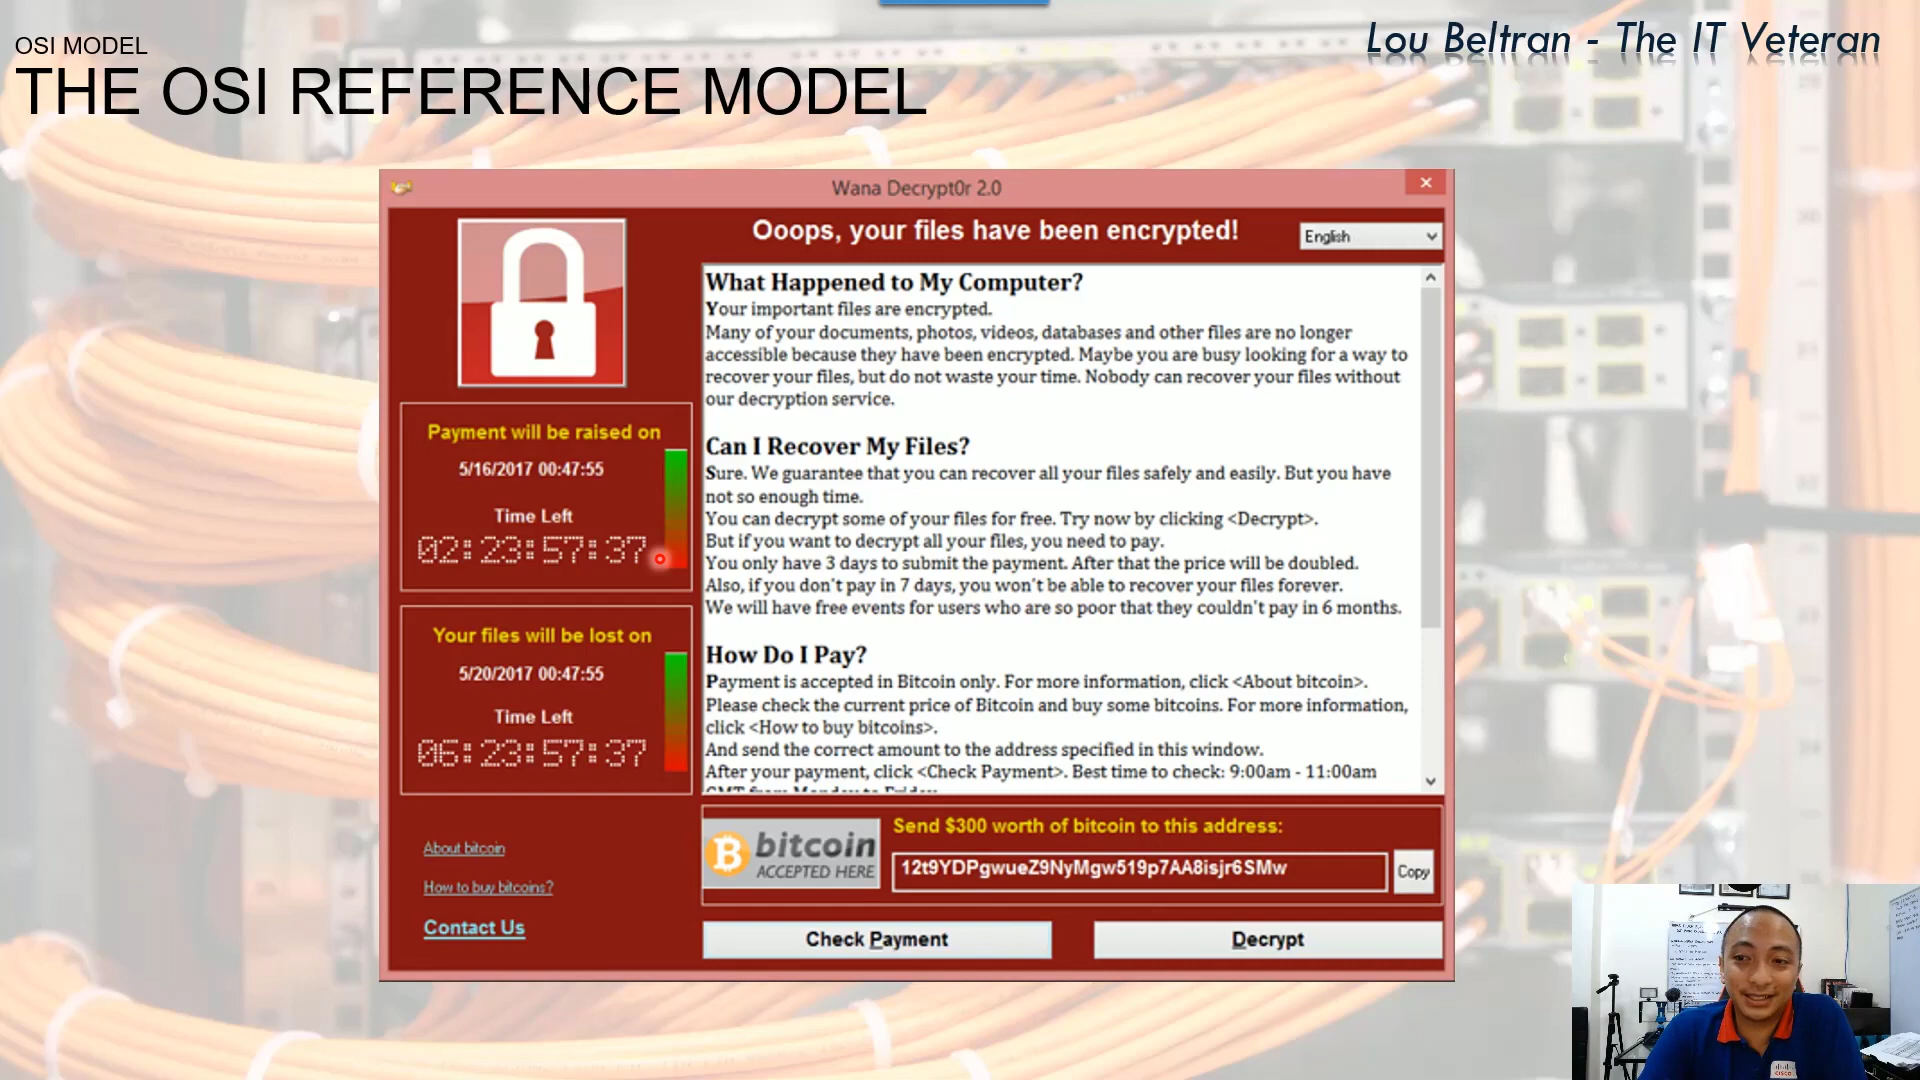 OSI MODEL
THE OSI REFERENCE MODEL
Lou Beltran - The IT Veteran
Wana Decrypt0r 2.0
Ooops, your files have been encrypted!
English
What Happened to My Computer?
Your important files are encrypted.
Many of your documents, photos, videos, databases and other files are no longer
accessible because they have been encrypted. Maybe you are busy looking for a way to
recover your files, but do not waste your time. Nobody can recover your files without
our decryption service.
Can I Recover My Files?
Sure. We guarantee that you can recover all your files safely and easily. But you have
not so enough time.
You can decrypt some of your files for free. Try now by clicking <Decrypt>.
But if you want to decrypt all your files, you need to pay.
You only have 3 days to submit the payment. After that the price will be doubled.
Also, if you don't pay in 7 days, you won't be able to recover your files forever.
We will have free events for users who are so poor that they couldn't pay in 6 months.
How Do I Pay?
Payment is accepted in Bitcoin only. For more information, click <About bitcoin>.
Please check the current price of Bitcoin and buy some bitcoins. For more information,
click <How to buy bitcoins>.
And send the correct amount to the address specified in this window.
After your payment, click <Check Payment>. Best time to check: 9:00am - 11:00am
GMT from Monday to Friday.
Payment will be raised on
5/16/2017 00:47:55
Time Left
02:23:57:37
Your files will be lost on
5/20/2017 00:47:55
Time Left
06:23:57:37
About bitcoin
How to buy bitcoins?
Contact Us
bitcoin
ACCEPTED HERE
Send $300 worth of bitcoin to this address:
12t9YDPgwueZ9NyMgw519p7AA8isjr6SMw
Copy
Check Payment
Decrypt
CISCO